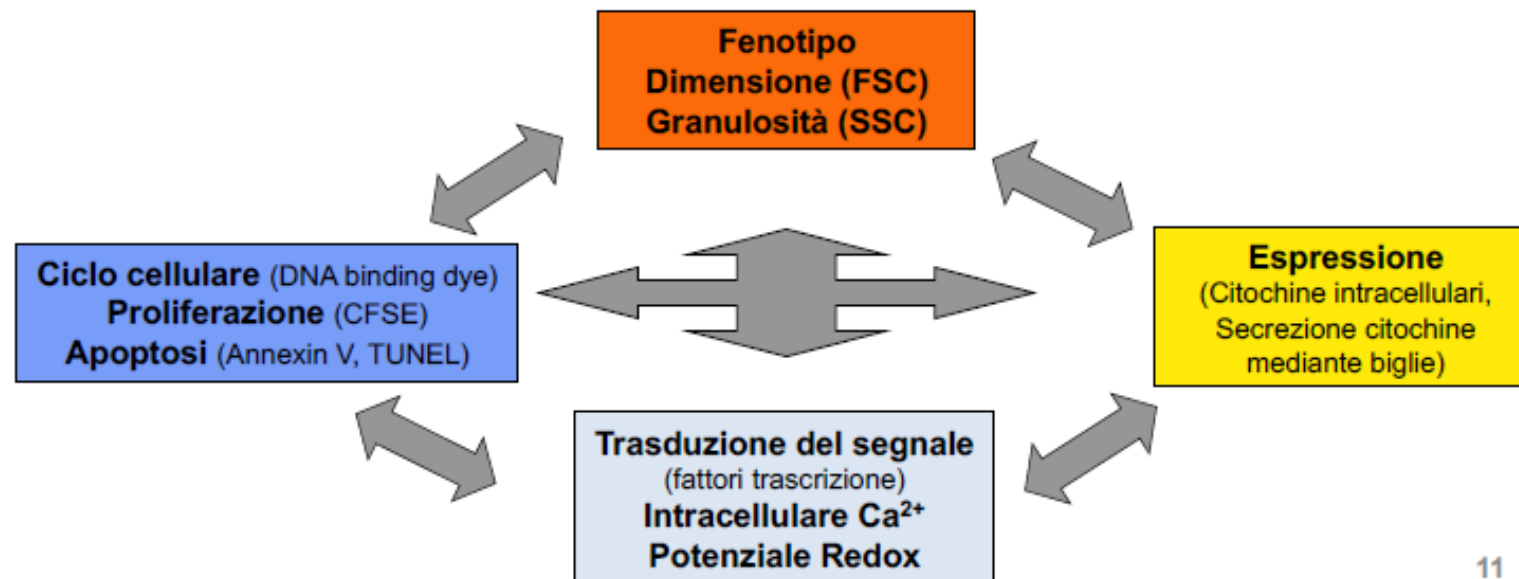 Fenotipo
Dimensione (FSC)
Granulosità (SSC)
Ciclo cellulare (DNA binding dye)
Proliferazione (CFSE)
Apoptosi (Annexin V, TUNEL)
Espressione
(Citochine intracellulari,
Secrezione citochine
mediante biglie)
Trasduzione del segnale
(fattori trascrizione)
Intracellulare Ca²⁺
Potenziale Redox
11